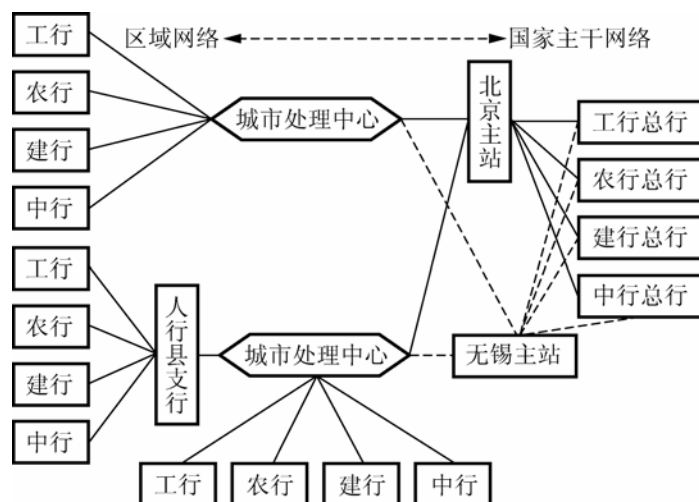 区域网络
国家主干网络
工行
农行
建行
中行
城市处理中心
北京主站
工行总行
农行总行
建行总行
中行总行
工行
农行
建行
中行
人行县支行
城市处理中心
无锡主站
工行
农行
建行
中行